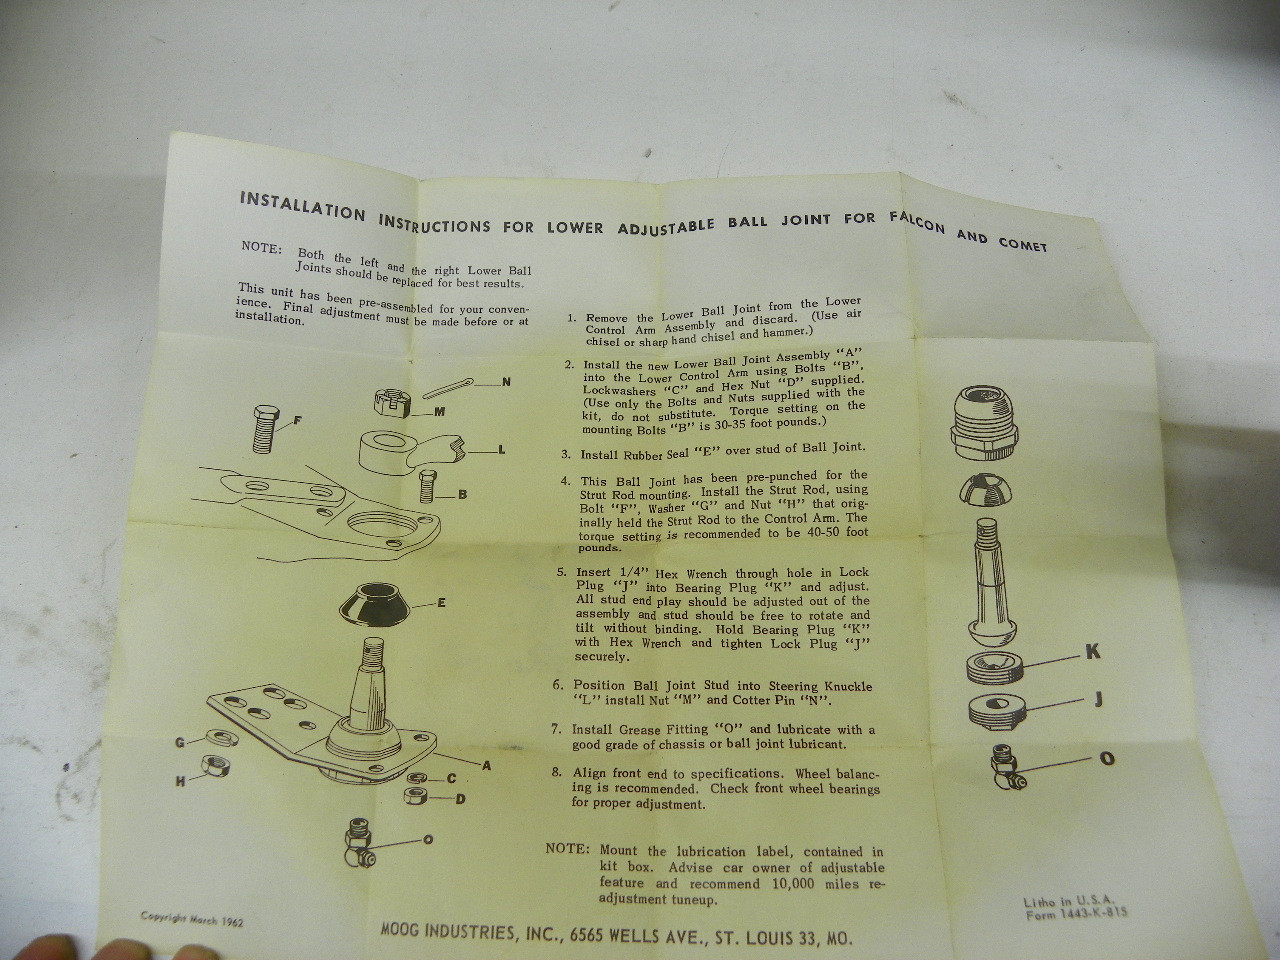 INSTALLATION INSTRUCTIONS FOR LOWER ADJUSTABLE BALL JOINT FOR FALCON AND COMET
NOTE: Both the left and the right Lower Ball
Joints should be replaced for best results.
This unit has been pre-assembled for your conven-
ience. Final adjustment must be made before or at
installation.
N
M
F
L
B
E
G
H
A
C
D
O
1. Remove the Lower Ball Joint from the Lower
Control Arm Assembly and discard. (Use air
chisel or sharp hand chisel and hammer.)
2. Install the new Lower Ball Joint Assembly "A"
into the Lower Control Arm using Bolts "B",
Lockwashers "C" and Hex Nut "D" supplied.
(Use only the Bolts and Nuts supplied with the
kit, do not substitute. Torque setting on the
mounting Bolts "B" is 30-35 foot pounds.)
3. Install Rubber Seal "E" over stud of Ball Joint.
4. This Ball Joint has been pre-punched for the
Strut Rod mounting. Install the Strut Rod, using
Bolt "F", Washer "G" and Nut "H" that orig-
inally held the Strut Rod to the Control Arm. The
torque setting is recommended to be 40-50 foot
pounds.
5. Insert 1/4" Hex Wrench through hole in Lock
Plug "J" into Bearing Plug "K" and adjust.
All stud end play should be adjusted out of the
assembly and stud should be free to rotate and
tilt without binding. Hold Bearing Plug "K"
with Hex Wrench and tighten Lock Plug "J"
securely.
6. Position Ball Joint Stud into Steering Knuckle
"L" install Nut "M" and Cotter Pin "N".
7. Install Grease Fitting "O" and lubricate with a
good grade of chassis or ball joint lubricant.
8. Align front end to specifications. Wheel balanc-
ing is recommended. Check front wheel bearings
for proper adjustment.
NOTE: Mount the lubrication label, contained in
kit box. Advise car owner of adjustable
feature and recommend 10,000 miles re-
adjustment tuneup.
K
J
O
Copyright March 1962
MOOG INDUSTRIES, INC., 6565 WELLS AVE., ST. LOUIS 33, MO.
Litho in U.S.A.
Form 1443-K-815